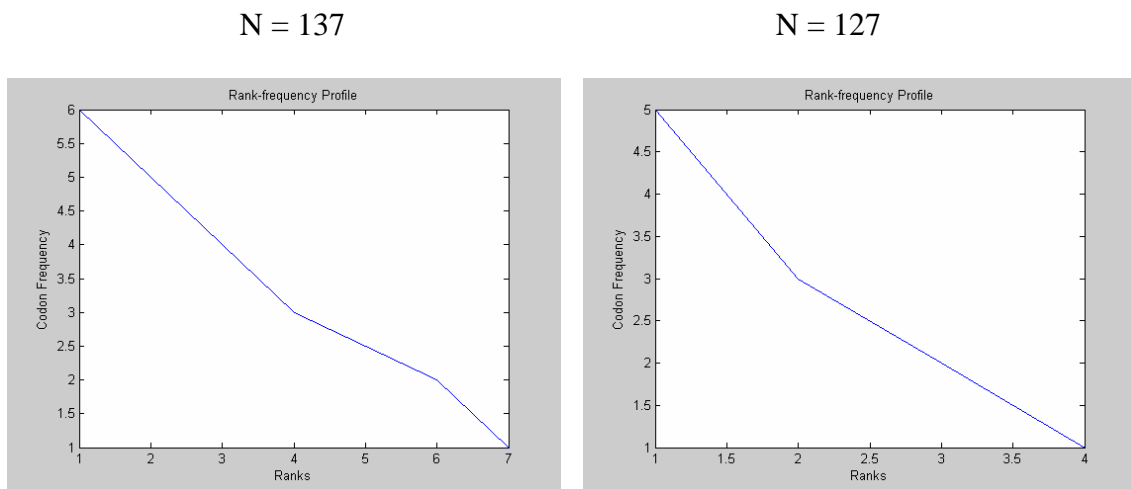 N = 137
N = 127
Rank-frequency Profile
6
5.5
5
4.5
4
3.5
3
2.5
2
1.5
1
Codon Frequency
1 2 3 4 5 6 7
Ranks
Rank-frequency Profile
5
4.5
4
3.5
3
2.5
2
1.5
1
Codon Frequency
1 1.5 2 2.5 3 3.5 4
Ranks